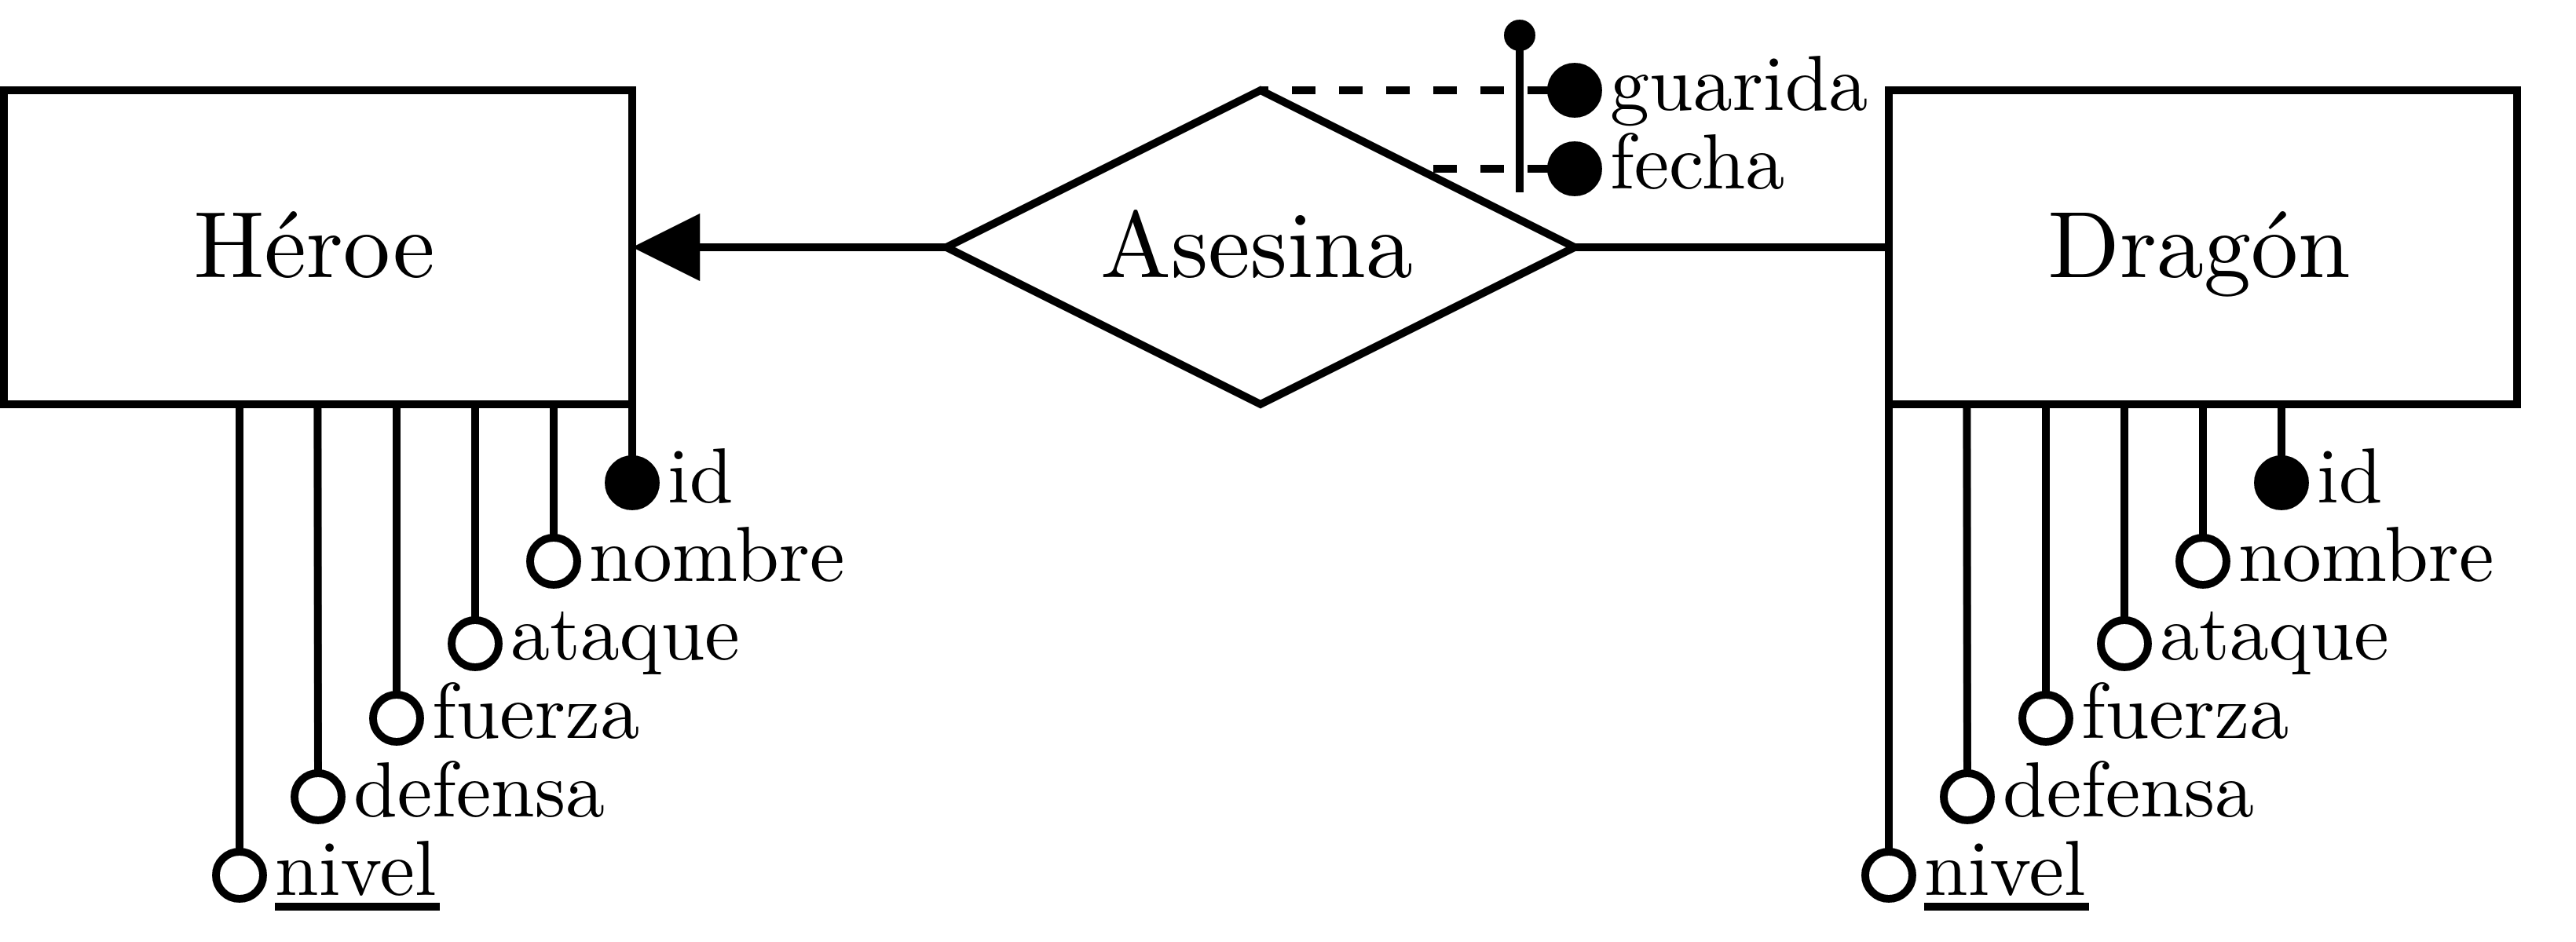 guarida
fecha
Héroe
Asesina
Dragón
id
nombre
ataque
fuerza
defensa
nivel
id
nombre
ataque
fuerza
defensa
nivel